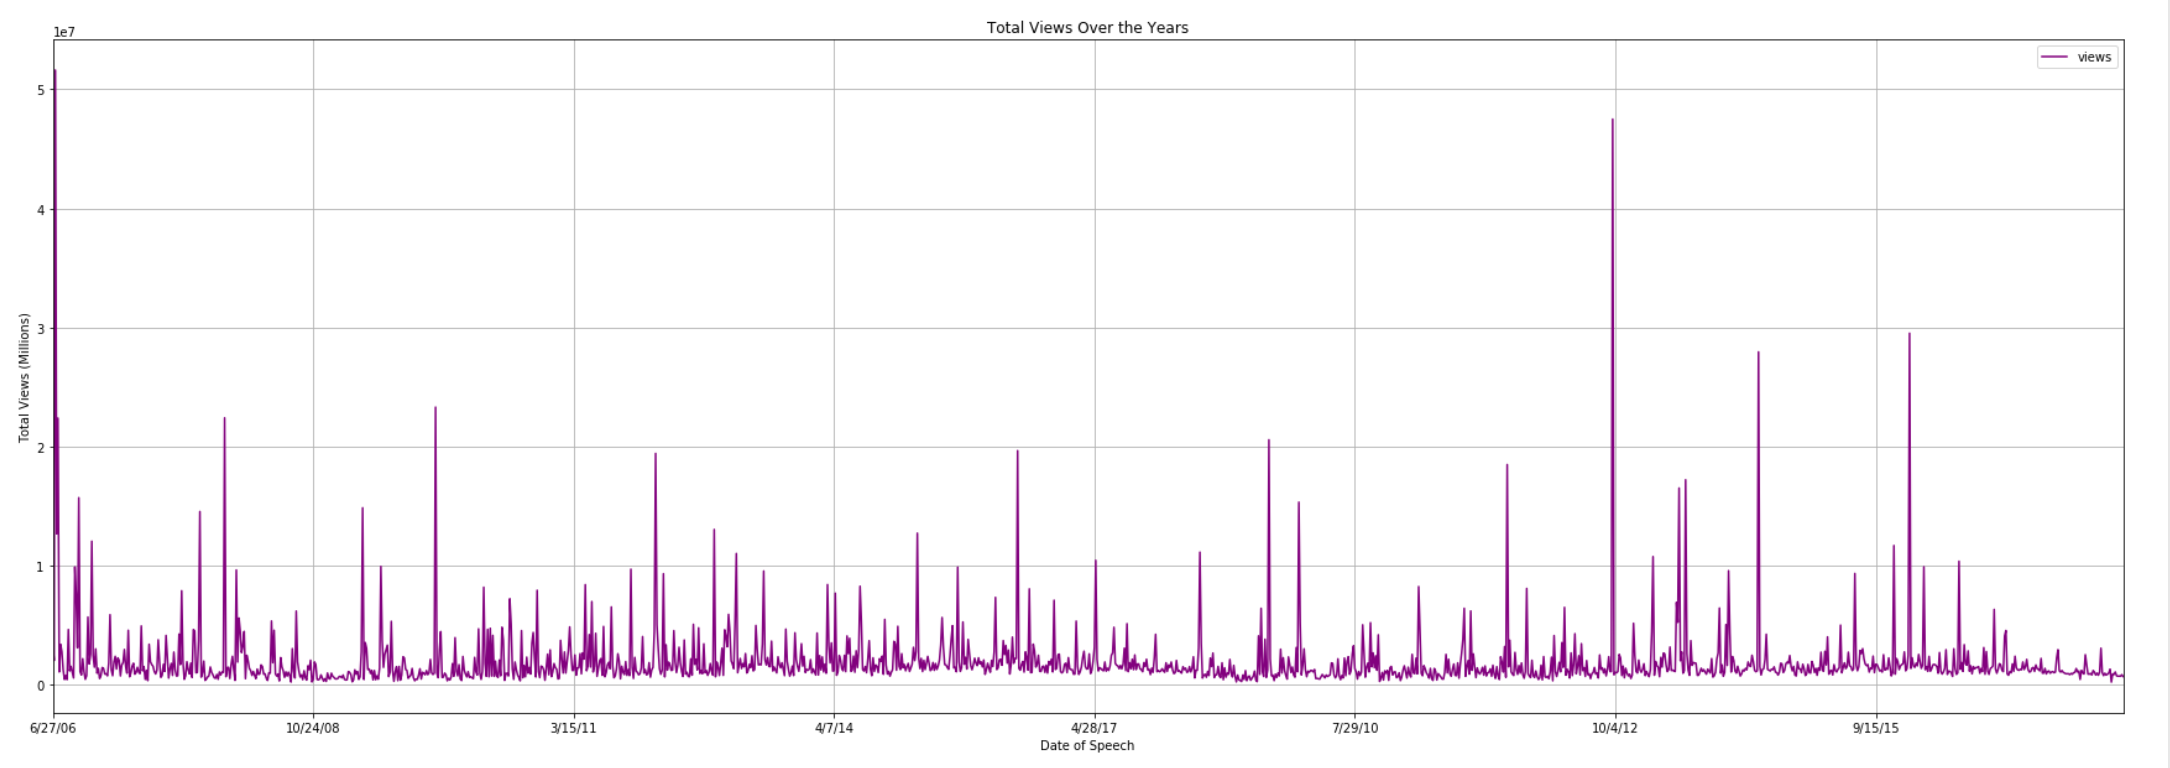 Total Views Over the Years
1e7
views
5
4
3
2
1
0
Total Views (Millions)
6/27/06 10/24/08 3/15/11 4/7/14 4/28/17 7/29/10 10/4/12 9/15/15
Date of Speech